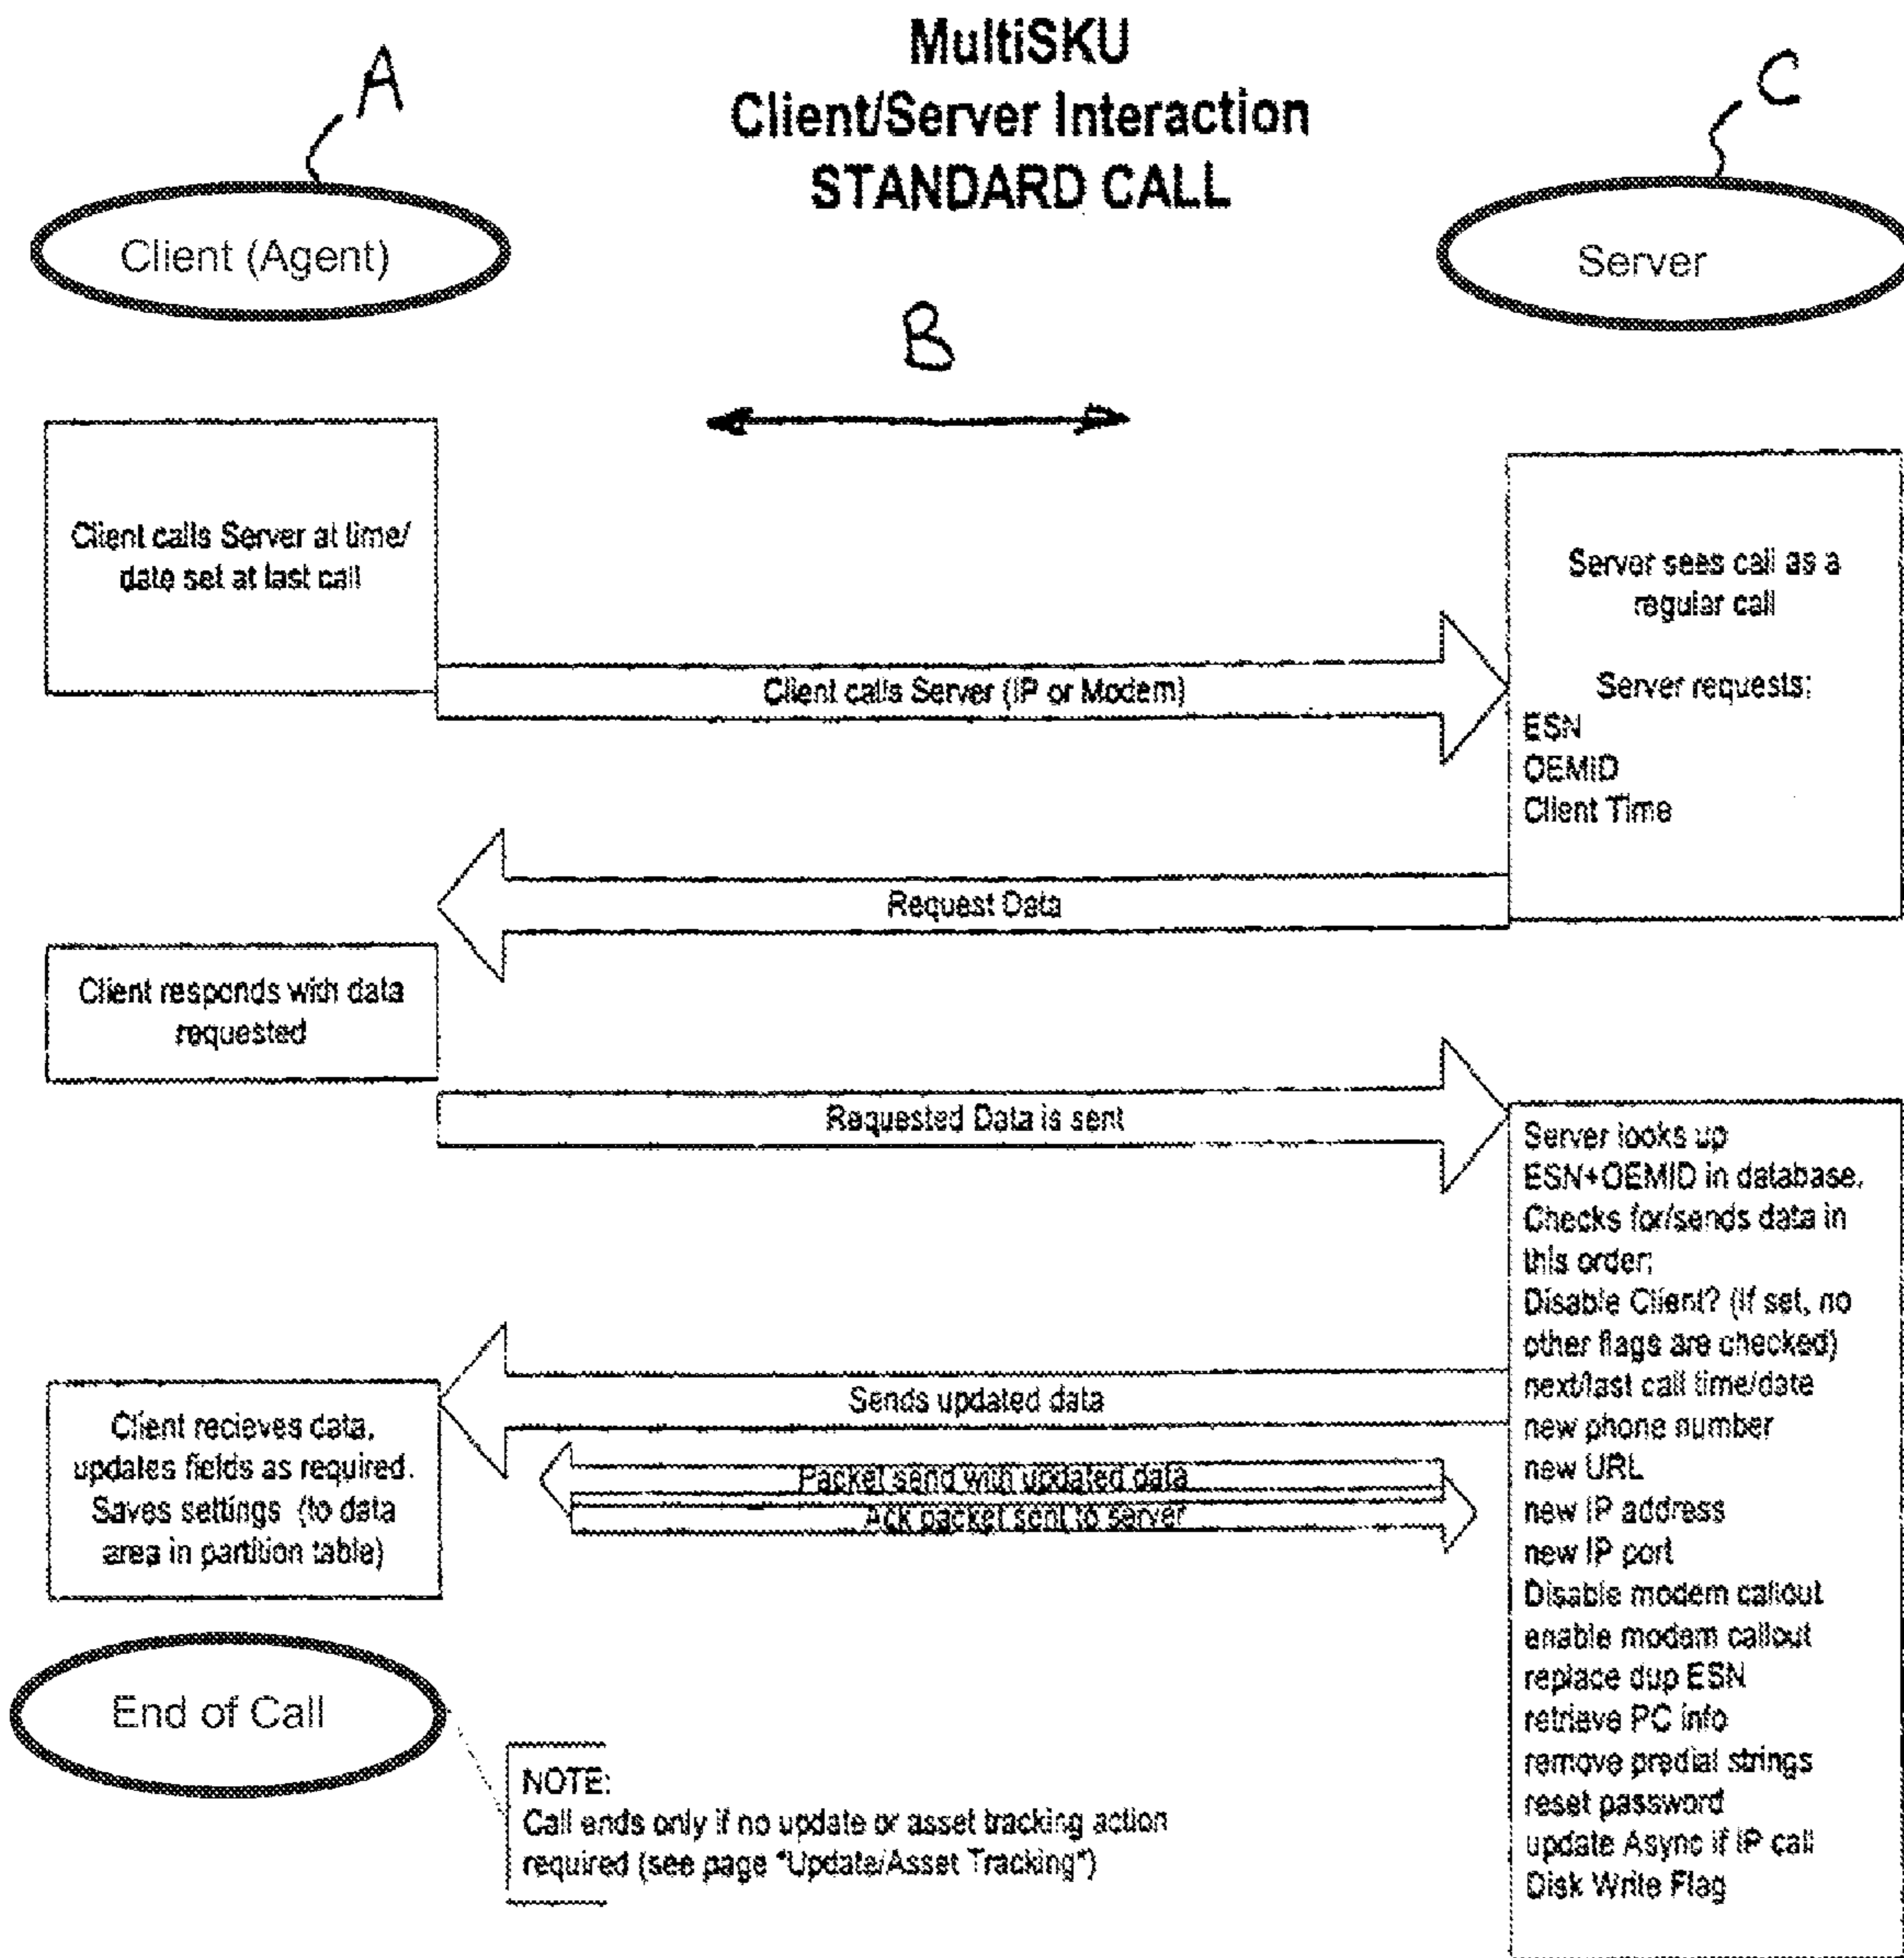 MultiSKU
Client/Server Interaction
STANDARD CALL
A
C
Client (Agent)
Server
B
Client calls Server at time/
date set at last call
Server sees call as a
regular call
Server requests:
ESN
OEMID
Client Time
Client calls Server (IP or Modem)
Request Data
Client responds with data
requested
Requested Data is sent
Server looks up
ESN+OEMID in database.
Checks for/sends data in
this order:
Disable Client? (If set, no
other flags are checked)
next/last call time/date
new phone number
new URL
new IP address
new IP port
Disable modem callout
enable modem callout
replace dup ESN
retrieve PC info
remove predial strings
reset password
update Async if IP call
Disk Write Flag
Sends updated data
Client recieves data,
updates fields as required.
Saves settings (to data
area in partition table)
Packet send with updated data
Ack packet sent to server
End of Call
NOTE:
Call ends only if no update or asset tracking action
required (see page "Update/Asset Tracking")